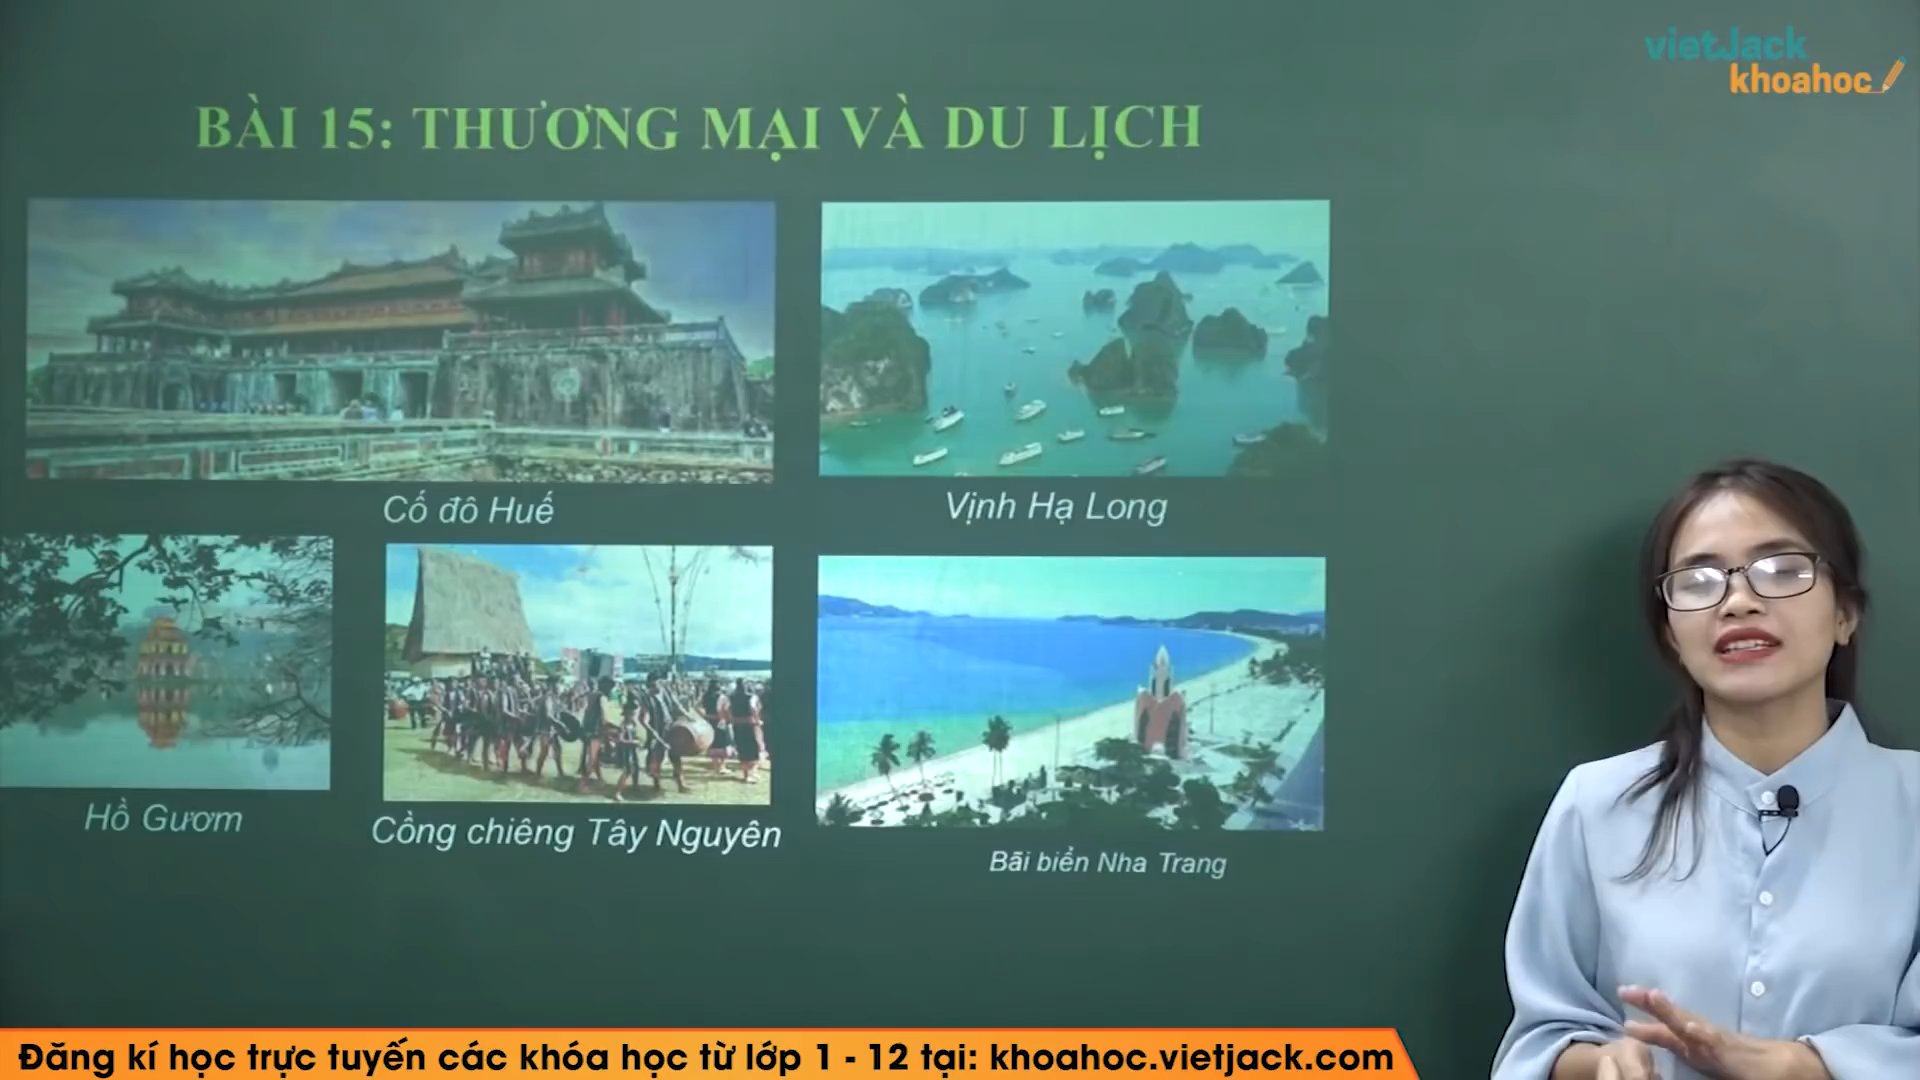 vietJack
khoahoc
BÀI 15: THƯƠNG MẠI VÀ DU LỊCH
Cố đô Huế
Vịnh Hạ Long
Hồ Gươm
Cồng chiêng Tây Nguyên
Bãi biển Nha Trang
Đăng kí học trực tuyến các khóa học từ lớp 1 - 12 tại: khoahoc.vietjack.com